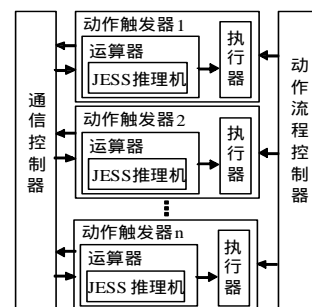 通信控制器
动作触发器1
运算器
JESS推理机
执行器
动作触发器2
运算器
JESS推理机
执行器
动作触发器n
运算器
JESS推理机
执行器
动作流程控制器